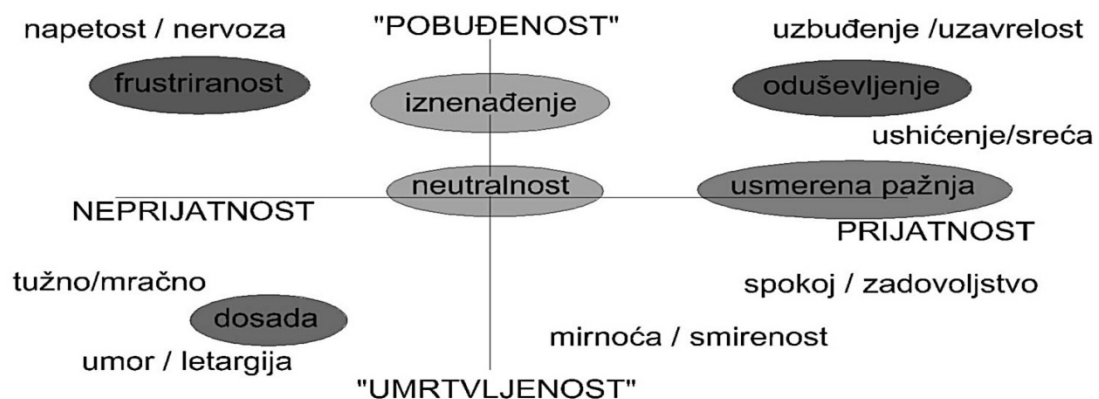 "POBUĐENOST"
napetost / nervoza
uzbuđenje /uzavrelost
frustriranost
iznenađenje
oduševljenje
ushićenje/sreća
neutralnost
usmerena pažnja
NEPRIJATNOST
PRIJATNOST
tužno/mračno
spokoj / zadovoljstvo
dosada
mirnoća / smirenost
umor / letargija
"UMRTVLJENOST"